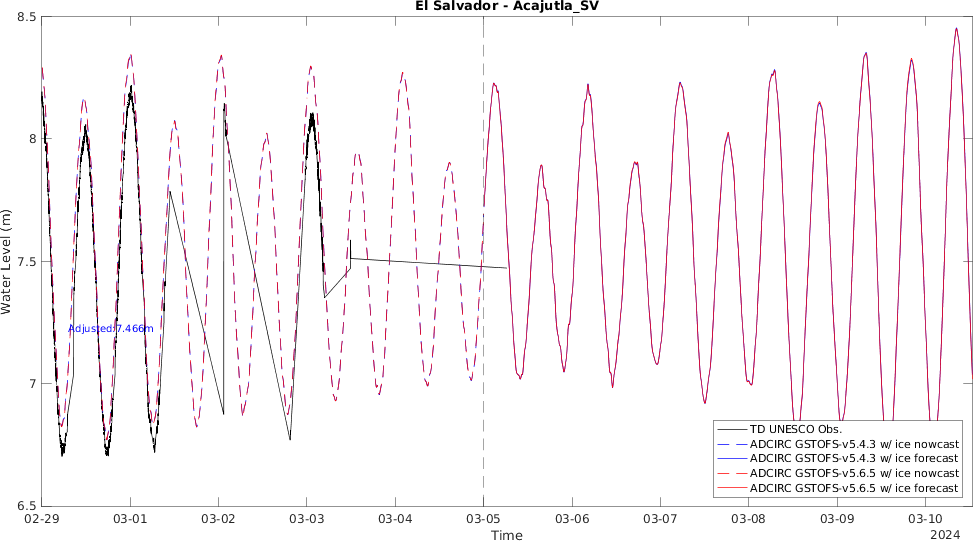 El Salvador - Acajutla_SV
8.5
8
7.5
7
6.5
Water Level (m)
Adjusted:7.466m
TD UNESCO Obs.
ADCIRC GSTOFS-v5.4.3 w/ ice nowcast
ADCIRC GSTOFS-v5.4.3 w/ ice forecast
ADCIRC GSTOFS-v5.6.5 w/ ice nowcast
ADCIRC GSTOFS-v5.6.5 w/ ice forecast
02-29 03-01 03-02 03-03 03-04 03-05 03-06 03-07 03-08 03-09 03-10
2024
Time